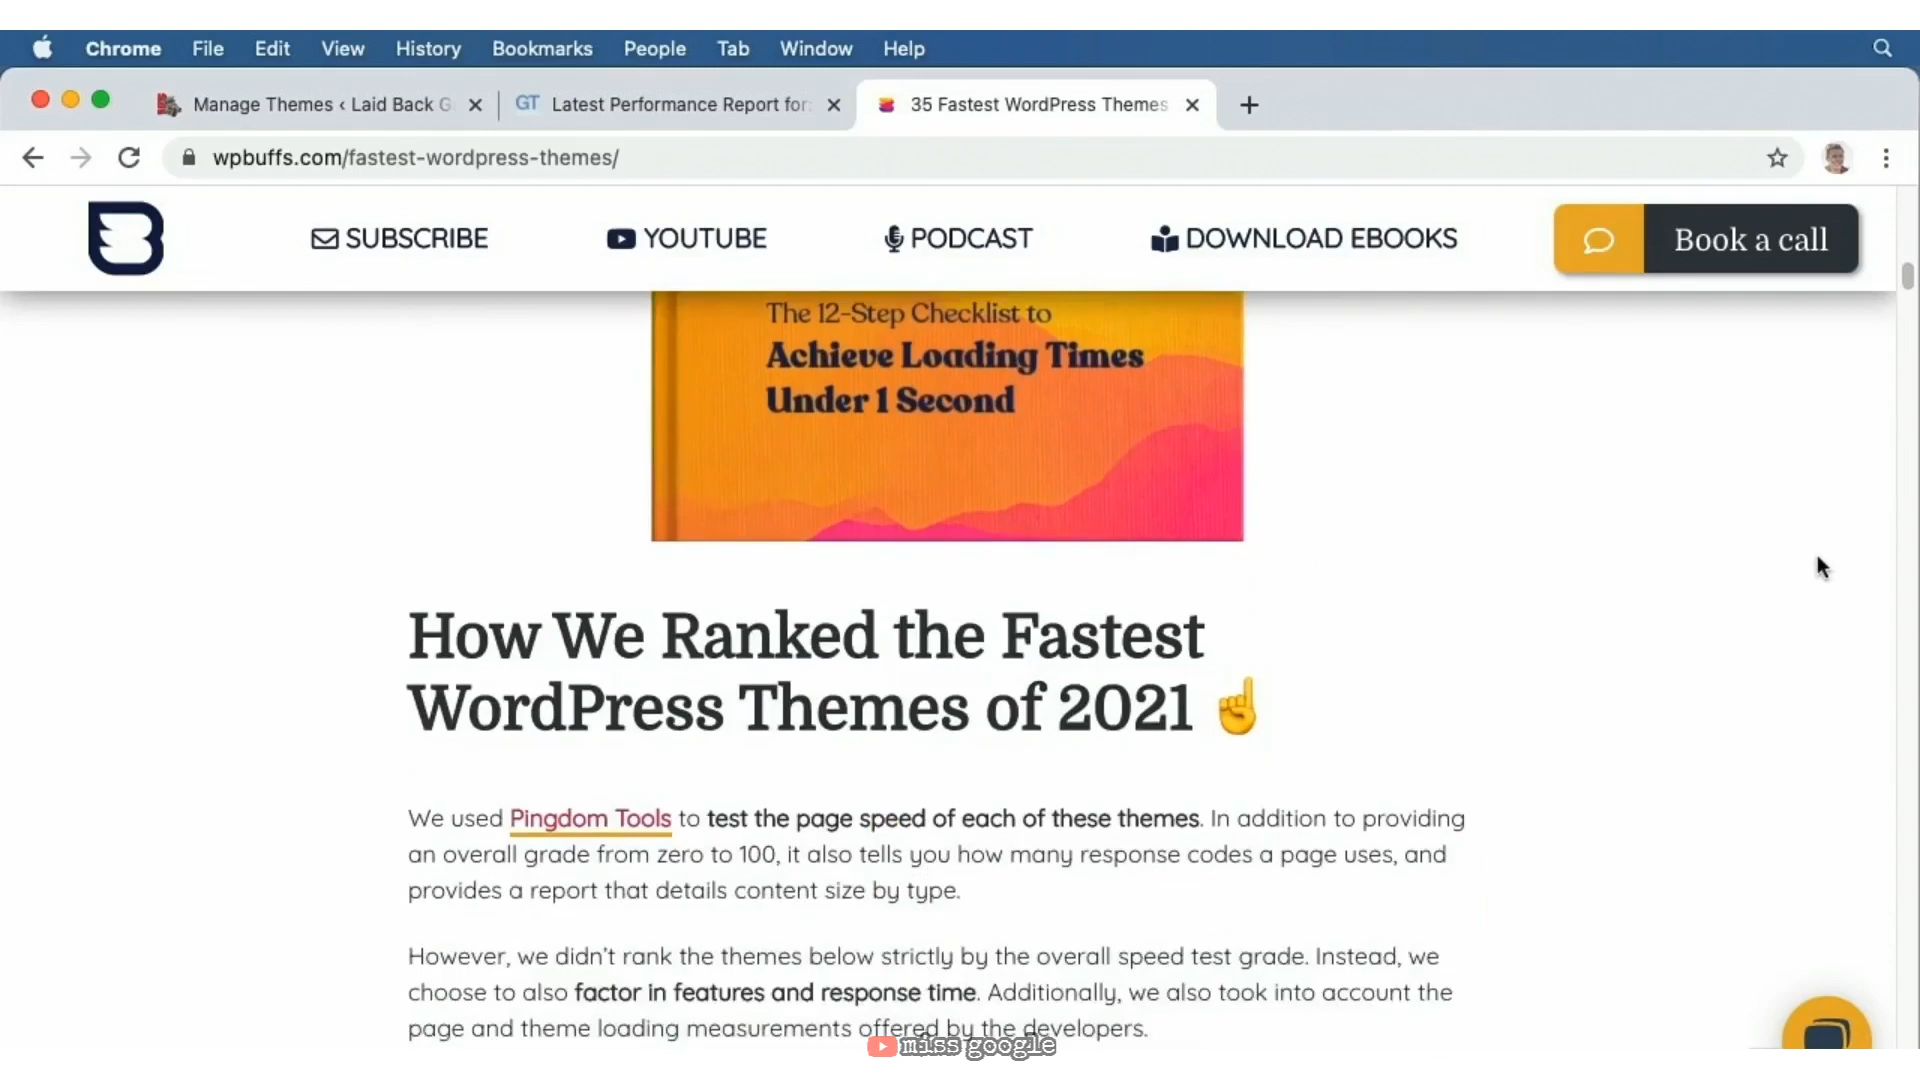 Chrome File Edit View History Bookmarks People Tab Window Help
Manage Themes ‹ Laid Back G
GT Latest Performance Report for:
35 Fastest WordPress Themes
wpbuffs.com/fastest-wordpress-themes/
SUBSCRIBE
YOUTUBE
PODCAST
DOWNLOAD EBOOKS
Book a call
The 12-Step Checklist to
Achieve Loading Times
Under 1 Second
How We Ranked the Fastest
WordPress Themes of 2021 ☝
We used Pingdom Tools to test the page speed of each of these themes. In addition to providing
an overall grade from zero to 100, it also tells you how many response codes a page uses, and
provides a report that details content size by type.
However, we didn't rank the themes below strictly by the overall speed test grade. Instead, we
choose to also factor in features and response time. Additionally, we also took into account the
page and theme loading measurements offered by the developers.
miss google